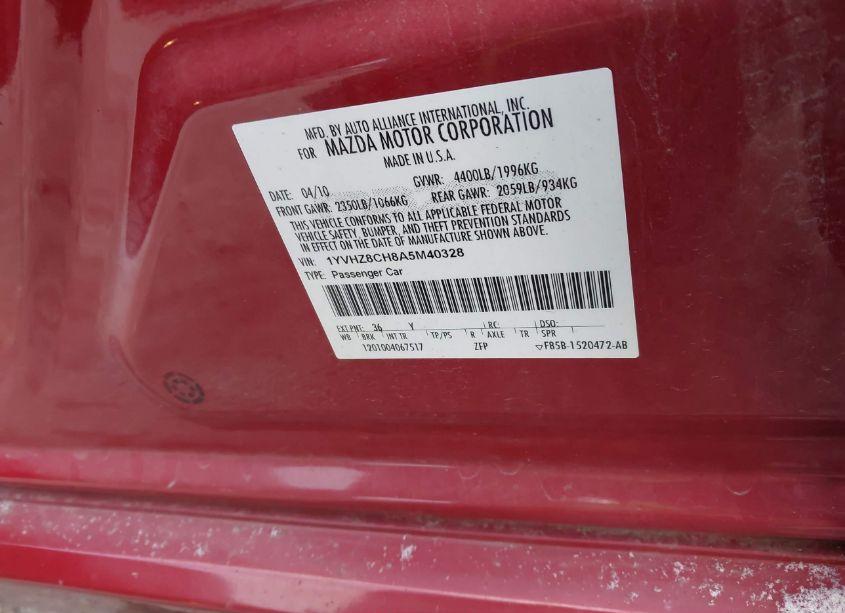 MFD. BY AUTO ALLIANCE INTERNATIONAL, INC.
FOR MAZDA MOTOR CORPORATION
MADE IN U.S.A.
DATE: 04/10 GVWR: 4400LB/1996KG
FRONT GAWR: 2350LB/1066KG REAR GAWR: 2059LB/934KG
THIS VEHICLE CONFORMS TO ALL APPLICABLE FEDERAL MOTOR
VEHICLE SAFETY, BUMPER, AND THEFT PREVENTION STANDARDS
IN EFFECT ON THE DATE OF MANUFACTURE SHOWN ABOVE.
VIN: 1YVHZ8CH8A5M40328
TYPE: Passenger Car
EXT PNT: 36 Y RC: DSO:
WB BRK INT TR TP/PS R AXLE TR SPR
1201004067517 ZFP ▽FB5B-1520472-AB